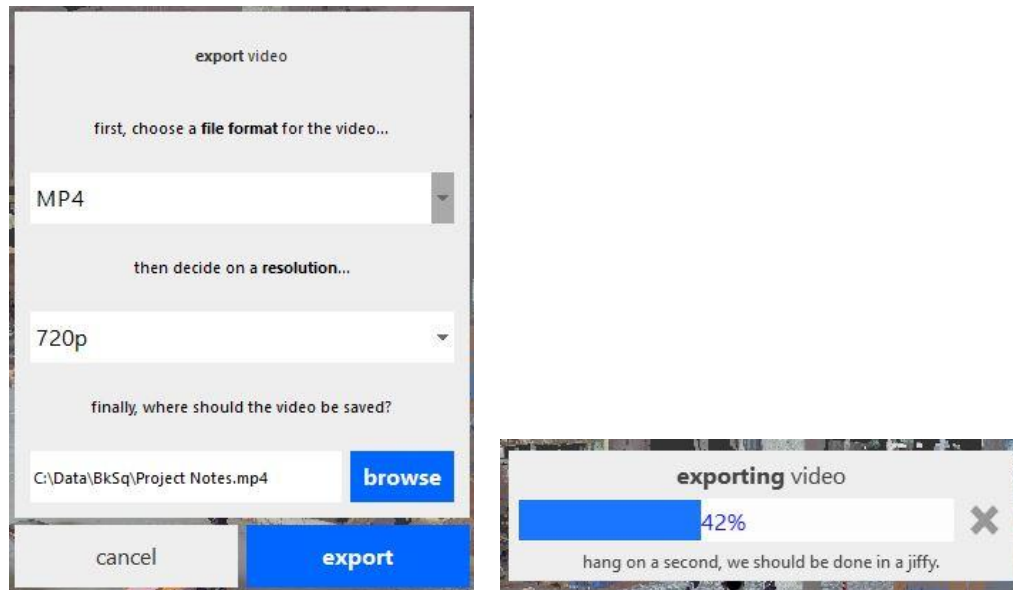 export video
first, choose a file format for the video...
MP4
then decide on a resolution...
720p
finally, where should the video be saved?
C:\Data\BkSq\Project Notes.mp4 browse
cancel export
exporting video
42%
hang on a second, we should be done in a jiffy.